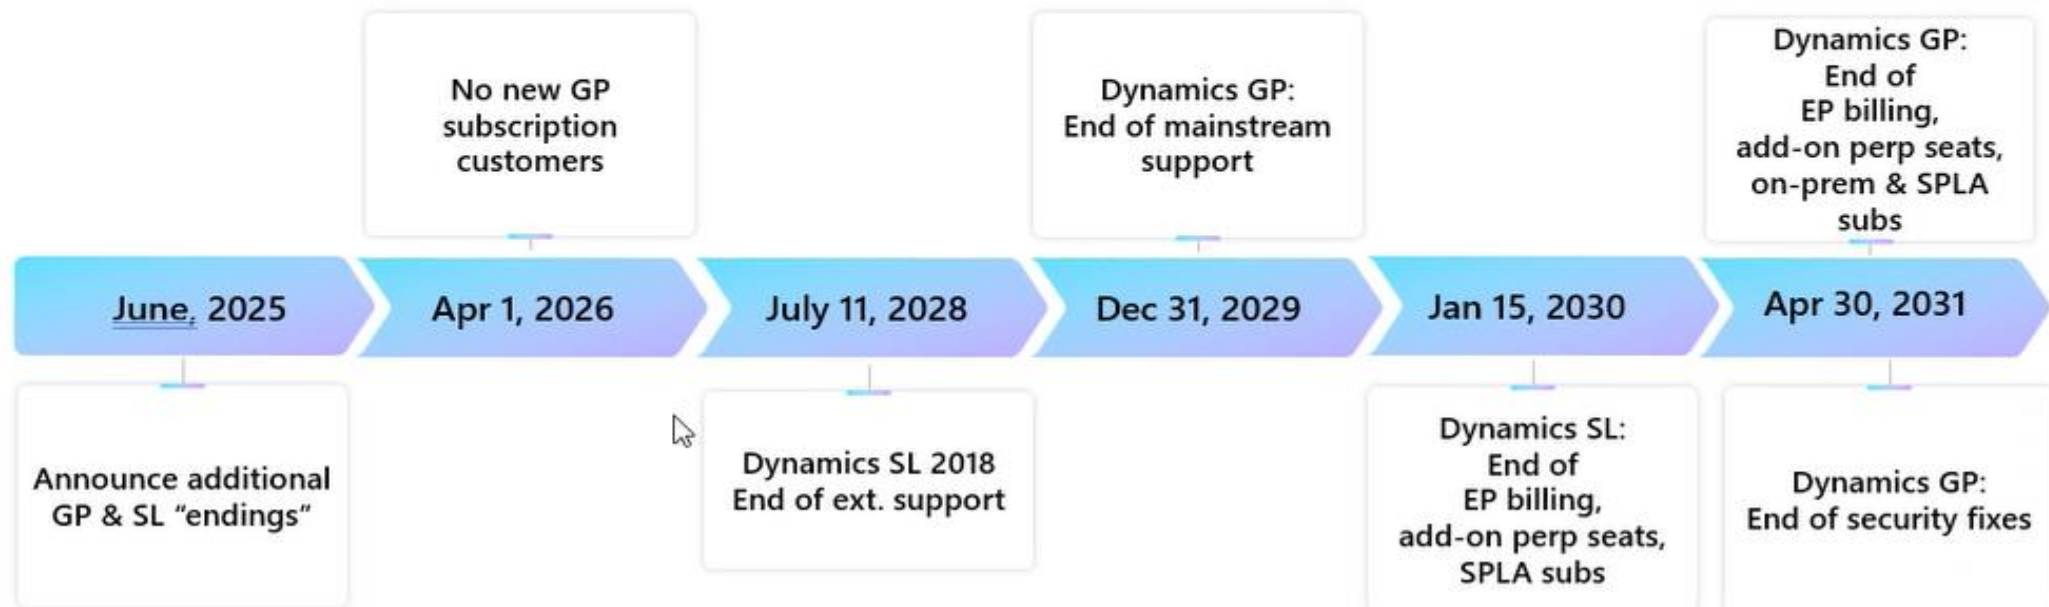 No new GP
subscription
customers
Dynamics GP:
End of mainstream
support
Dynamics GP:
End of
EP billing,
add-on perp seats,
on-prem & SPLA
subs
June, 2025
Apr 1, 2026
July 11, 2028
Dec 31, 2029
Jan 15, 2030
Apr 30, 2031
Announce additional
GP & SL “endings”
Dynamics SL 2018
End of ext. support
Dynamics SL:
End of
EP billing,
add-on perp seats,
SPLA subs
Dynamics GP:
End of security fixes